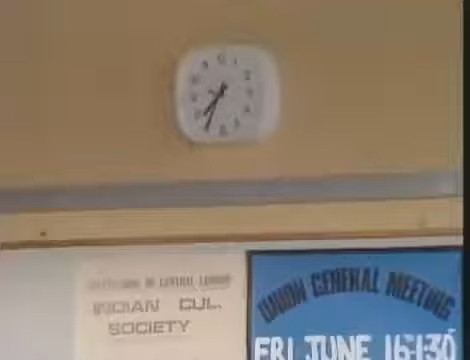 INDIAN CUL.
SOCIETY
UNION GENERAL MEETING
FRI JUNE 16 1·30